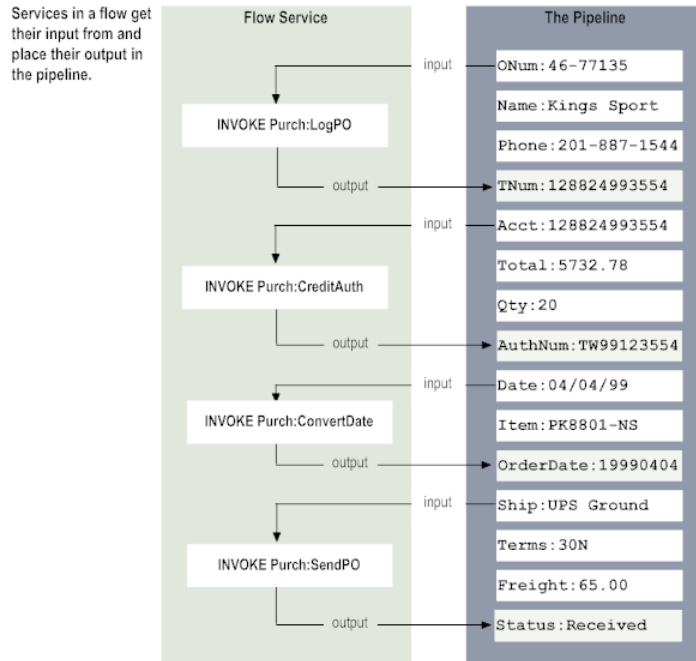 Services in a flow get
their input from and
place their output in
the pipeline.
Flow Service
The Pipeline
input
ONum:46-77135
INVOKE Purch:LogPO
Name:Kings Sport
Phone:201-887-1544
output
TNum:128824993554
input
Acct:128824993554
INVOKE Purch:CreditAuth
Total:5732.78
Qty:20
output
AuthNum:TW99123554
input
Date:04/04/99
INVOKE Purch:ConvertDate
Item:PK8801-NS
output
OrderDate:19990404
input
Ship:UPS Ground
INVOKE Purch:SendPO
Terms:30N
Freight:65.00
output
Status:Received